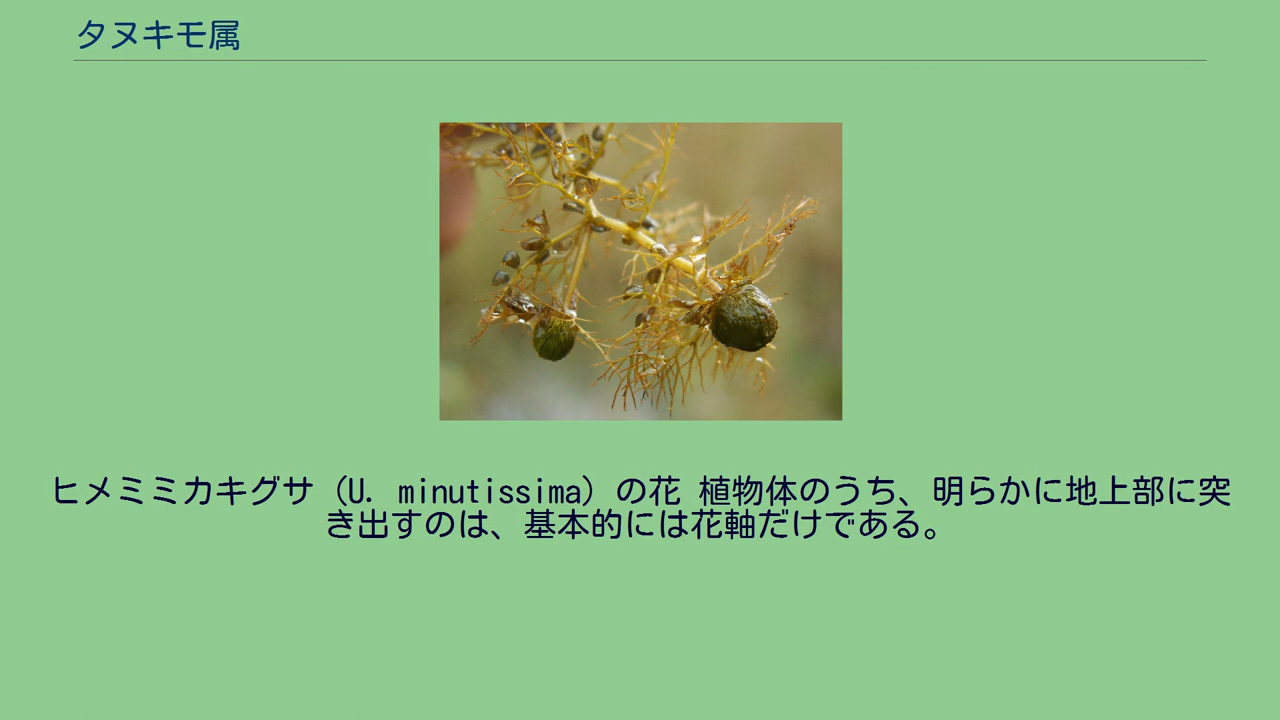 タヌキモ属
ヒメミミカキグサ（U. minutissima）の花 植物体のうち、明らかに地上部に突
き出すのは、基本的には花軸だけである。